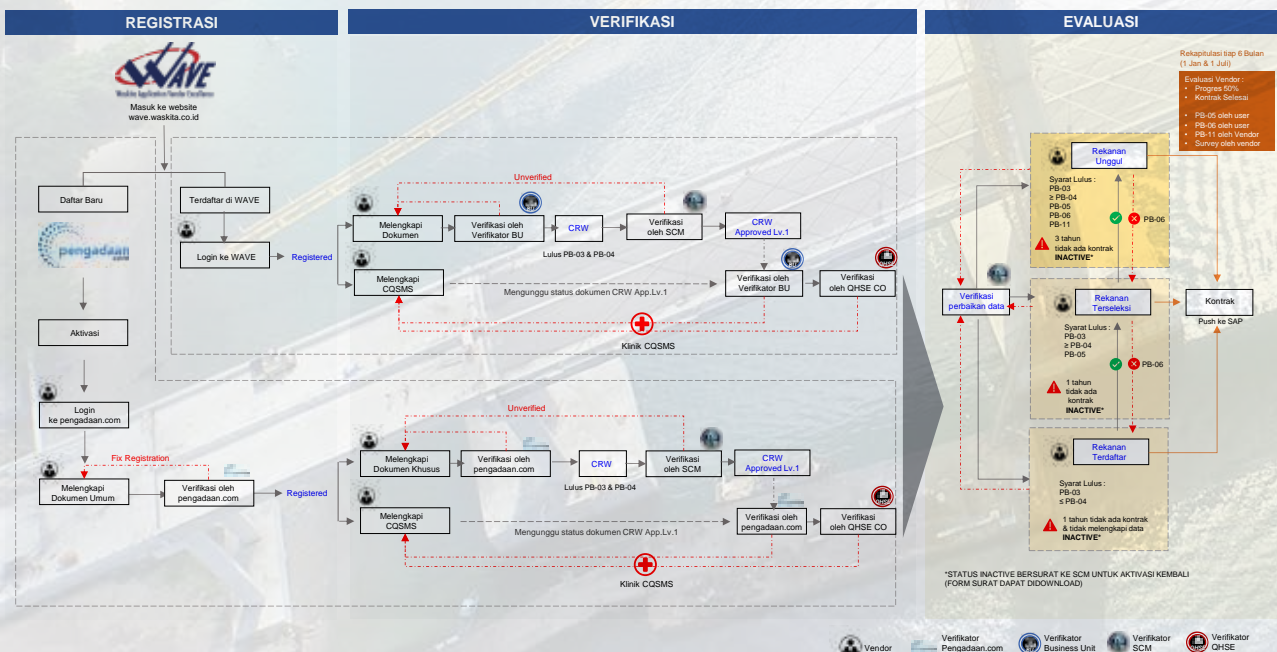 REGISTRASI
VERIFIKASI
EVALUASI
WAVE
Masuk ke website
wave.waskita.co.id
Daftar Baru
Terdaftar di WAVE
pengadaan
.com
Login ke WAVE
Registered
Aktivasi
Login
ke pengadaan.com
Fix Registration
Melengkapi
Dokumen Umum
Verifikasi oleh
pengadaan.com
Registered
Unverified
Melengkapi
Dokumen
BU
Verifikasi oleh
Verifikator BU
CRW
Lulus PB-03 & PB-04
Verifikasi
oleh SCM
CRW
Approved Lv.1
Melengkapi
CQSMS
Mengunggu status dokumen CRW App.Lv.1
BU
Verifikasi oleh
Verifikator BU
QHSE
Verifikasi
oleh QHSE CO
Klinik CQSMS
Unverified
Melengkapi
Dokumen Khusus
Verifikasi oleh
pengadaan.com
CRW
Lulus PB-03 & PB-04
Verifikasi
oleh SCM
CRW
Approved Lv.1
Melengkapi
CQSMS
Mengunggu status dokumen CRW App.Lv.1
Verifikasi oleh
pengadaan.com
QHSE
Verifikasi
oleh QHSE CO
Klinik CQSMS
Rekapitulasi tiap 6 Bulan
(1 Jan & 1 Juli)
Evaluasi Vendor :
• Progres 50%
• Kontrak Selesai
• PB-05 oleh user
• PB-06 oleh user
• PB-11 oleh Vendor
• Survey oleh vendor
Rekanan
Unggul
Syarat Lulus :
PB-03
≥ PB-04
PB-05
PB-06
PB-11
PB-06
3 tahun
tidak ada kontrak
INACTIVE*
Verifikasi
perbaikan data
Rekanan
Terseleksi
Kontrak
Push ke SAP
Syarat Lulus :
PB-03
≥ PB-04
PB-05
PB-06
1 tahun
tidak ada
kontrak
INACTIVE*
Rekanan
Terdaftar
Syarat Lulus :
PB-03
≤ PB-04
1 tahun tidak ada kontrak
& tidak melengkapi data
INACTIVE*
*STATUS INACTIVE BERSURAT KE SCM UNTUK AKTIVASI KEMBALI
(FORM SURAT DAPAT DIDOWNLOAD)
Vendor
Verifikator
Pengadaan.com
BU
Verifikator
Business Unit
Verifikator
SCM
QHSE
Verifikator
QHSE